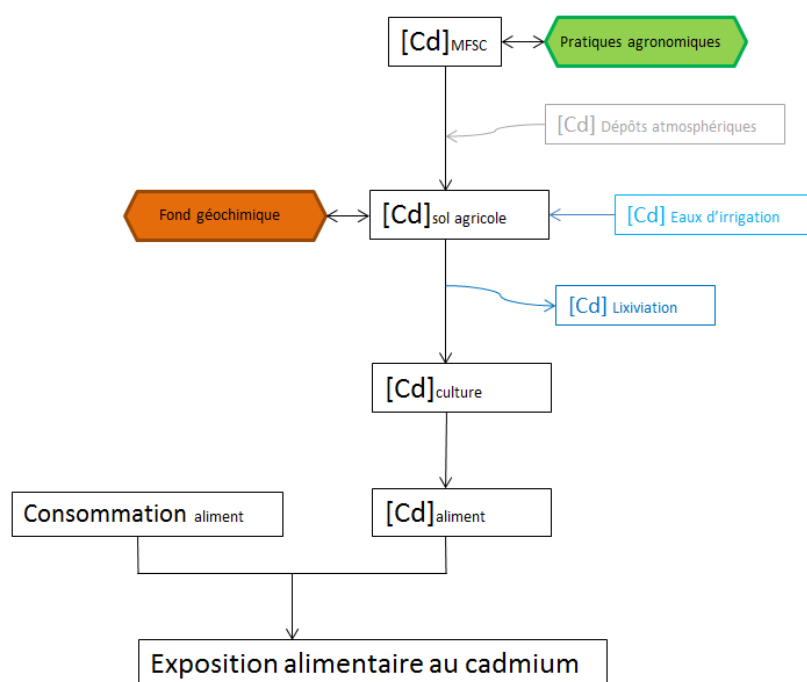 [Cd]MFSC
Pratiques agronomiques
[Cd] Dépôts atmosphériques
Fond géochimique
[Cd]sol agricole
[Cd] Eaux d'irrigation
[Cd] Lixiviation
[Cd]culture
Consommation aliment
[Cd]aliment
Exposition alimentaire au cadmium